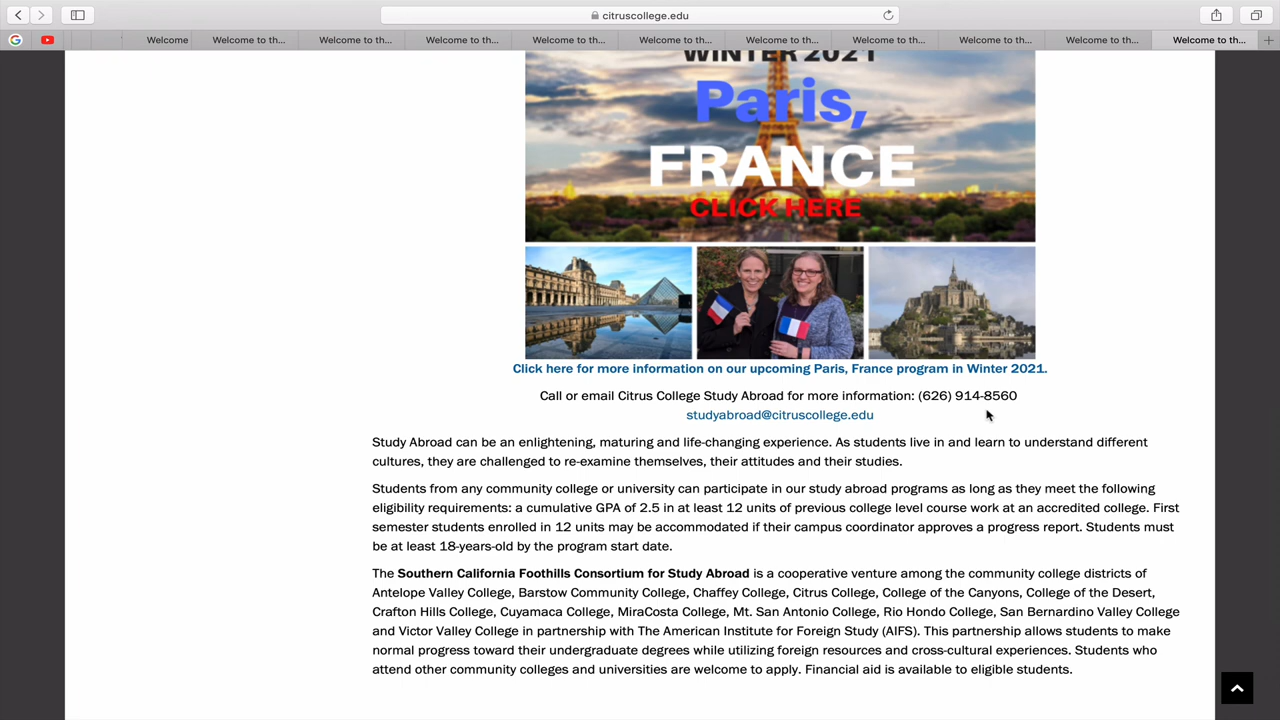 citruscollege.edu
Welcome Welcome to th... Welcome to th... Welcome to th... Welcome to th... Welcome to th... Welcome to th... Welcome to th... Welcome to th... Welcome to th... Welcome to th...
WINTER 2021
Paris,
FRANCE
CLICK HERE
Click here for more information on our upcoming Paris, France program in Winter 2021.
Call or email Citrus College Study Abroad for more information: (626) 914-8560
studyabroad@citruscollege.edu
Study Abroad can be an enlightening, maturing and life-changing experience. As students live in and learn to understand different
cultures, they are challenged to re-examine themselves, their attitudes and their studies.
Students from any community college or university can participate in our study abroad programs as long as they meet the following
eligibility requirements: a cumulative GPA of 2.5 in at least 12 units of previous college level course work at an accredited college. First
semester students enrolled in 12 units may be accommodated if their campus coordinator approves a progress report. Students must
be at least 18-years-old by the program start date.
The Southern California Foothills Consortium for Study Abroad is a cooperative venture among the community college districts of
Antelope Valley College, Barstow Community College, Chaffey College, Citrus College, College of the Canyons, College of the Desert,
Crafton Hills College, Cuyamaca College, MiraCosta College, Mt. San Antonio College, Rio Hondo College, San Bernardino Valley College
and Victor Valley College in partnership with The American Institute for Foreign Study (AIFS). This partnership allows students to make
normal progress toward their undergraduate degrees while utilizing foreign resources and cross-cultural experiences. Students who
attend other community colleges and universities are welcome to apply. Financial aid is available to eligible students.